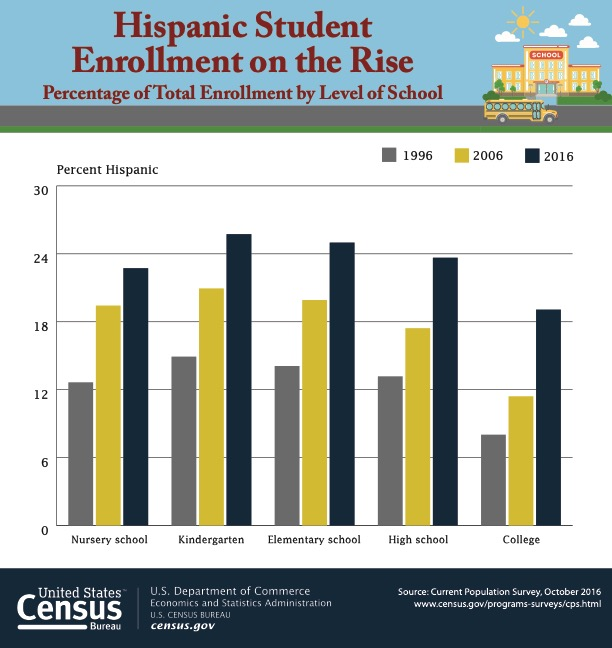 Hispanic Student
Enrollment on the Rise
Percentage of Total Enrollment by Level of School
SCHOOL
1996 2006 2016
Percent Hispanic
30
24
18
12
6
0
Nursery school Kindergarten Elementary school High school College
United States™
Census
Bureau
U.S. Department of Commerce
Economics and Statistics Administration
U.S. CENSUS BUREAU
census.gov
Source: Current Population Survey, October 2016
www.census.gov/programs-surveys/cps.html